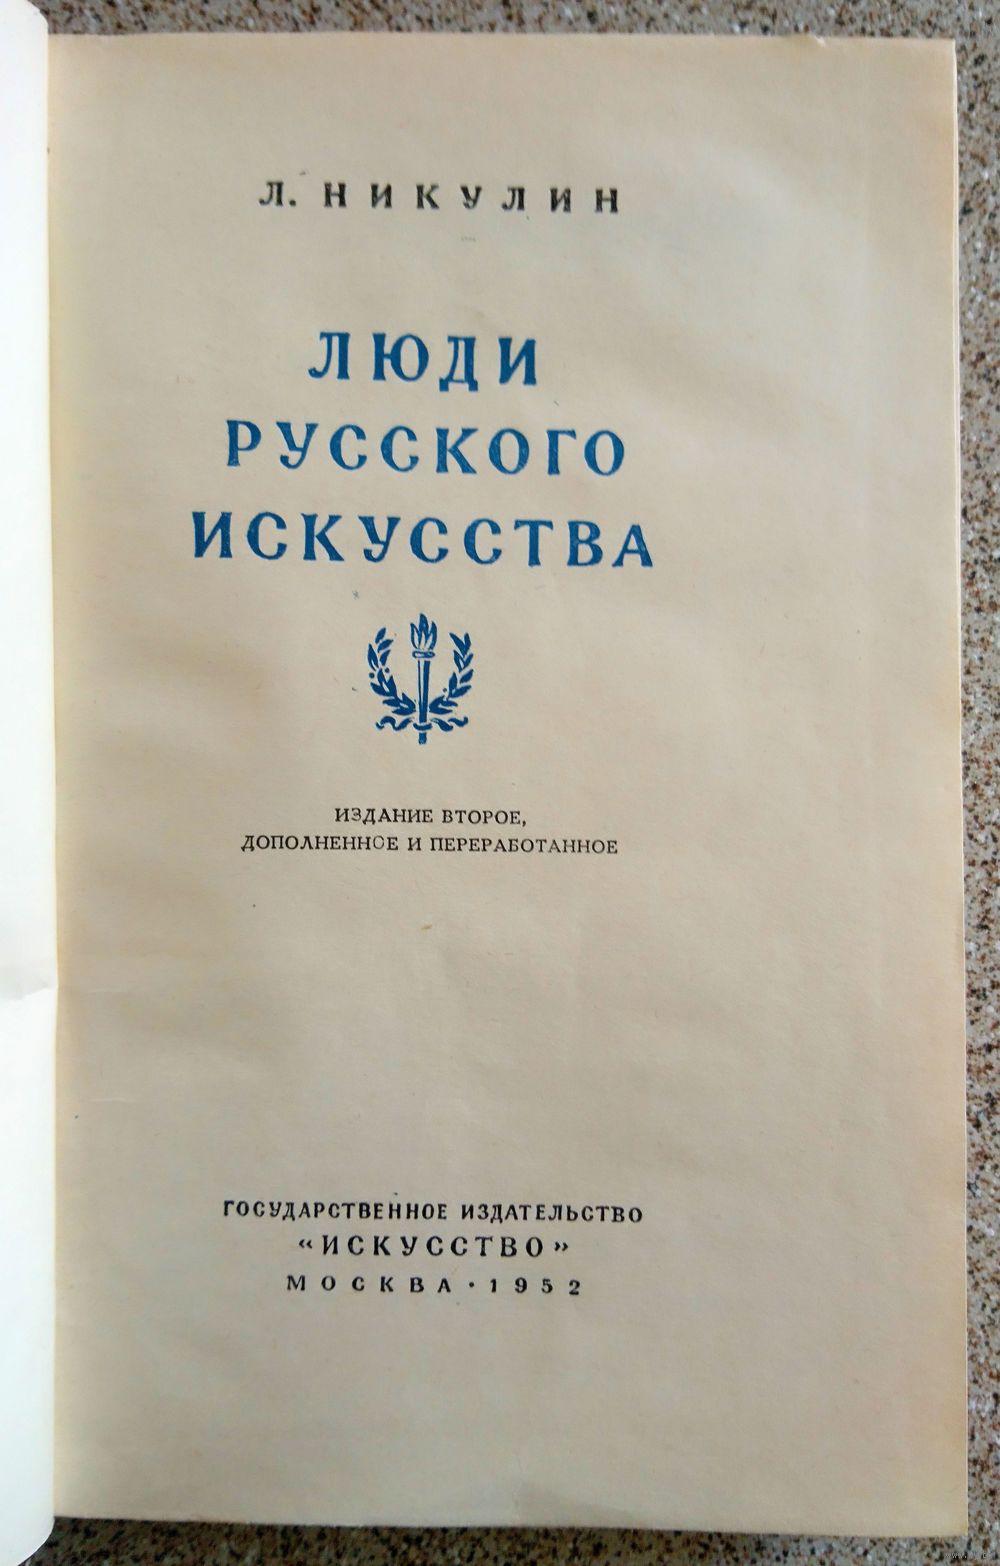 Л. НИКУЛИН
ЛЮДИ
РУССКОГО
ИСКУССТВА
ИЗДАНИЕ ВТОРОЕ,
ДОПОЛНЕННОЕ И ПЕРЕРАБОТАННОЕ
ГОСУДАРСТВЕННОЕ ИЗДАТЕЛЬСТВО
«ИСКУССТВО»
МОСКВА · 1952